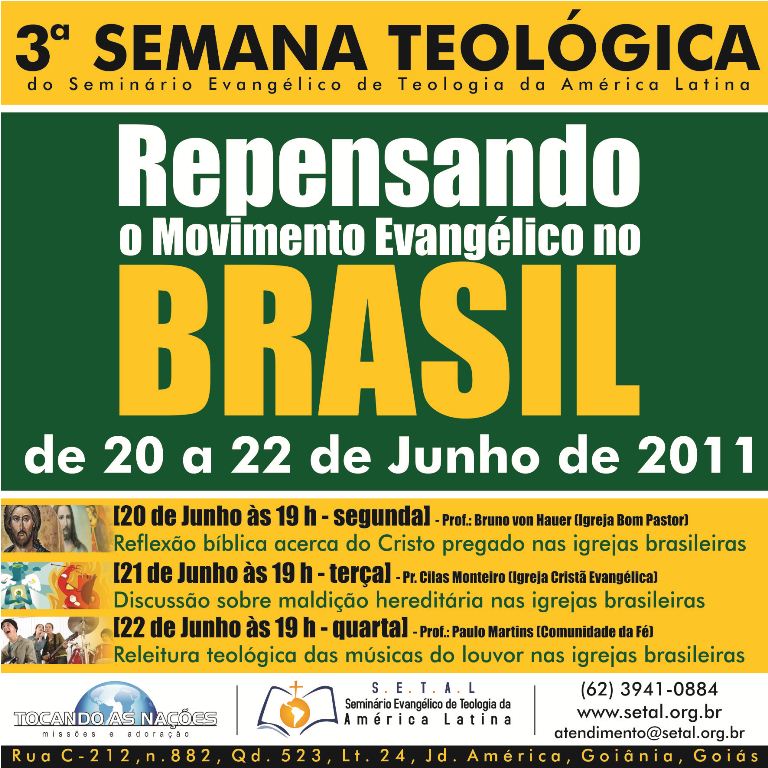 3ª SEMANA TEOLÓGICA
do Seminário Evangélico de Teologia da América Latina
Repensando
o Movimento Evangélico no
BRASIL
de 20 a 22 de Junho de 2011
[20 de Junho às 19 h - segunda] - Prof.: Bruno von Hauer (Igreja Bom Pastor)
Reflexão bíblica acerca do Cristo pregado nas igrejas brasileiras
[21 de Junho às 19 h - terça] - Pr. Cilas Monteiro (Igreja Cristã Evangélica)
Discussão sobre maldição hereditária nas igrejas brasileiras
[22 de Junho às 19 h - quarta] - Prof.: Paulo Martins (Comunidade da Fé)
Releitura teológica das músicas do louvor nas igrejas brasileiras
TOCANDO AS NAÇÕES
missões e adoração
S.E.T.A.L
Seminário Evangélico de Teologia da
América Latina
(62) 3941-0884
www.setal.org.br
atendimento@setal.org.br
Rua C-212,n.882, Qd. 523, Lt. 24, Jd. América, Goiânia, Goiás